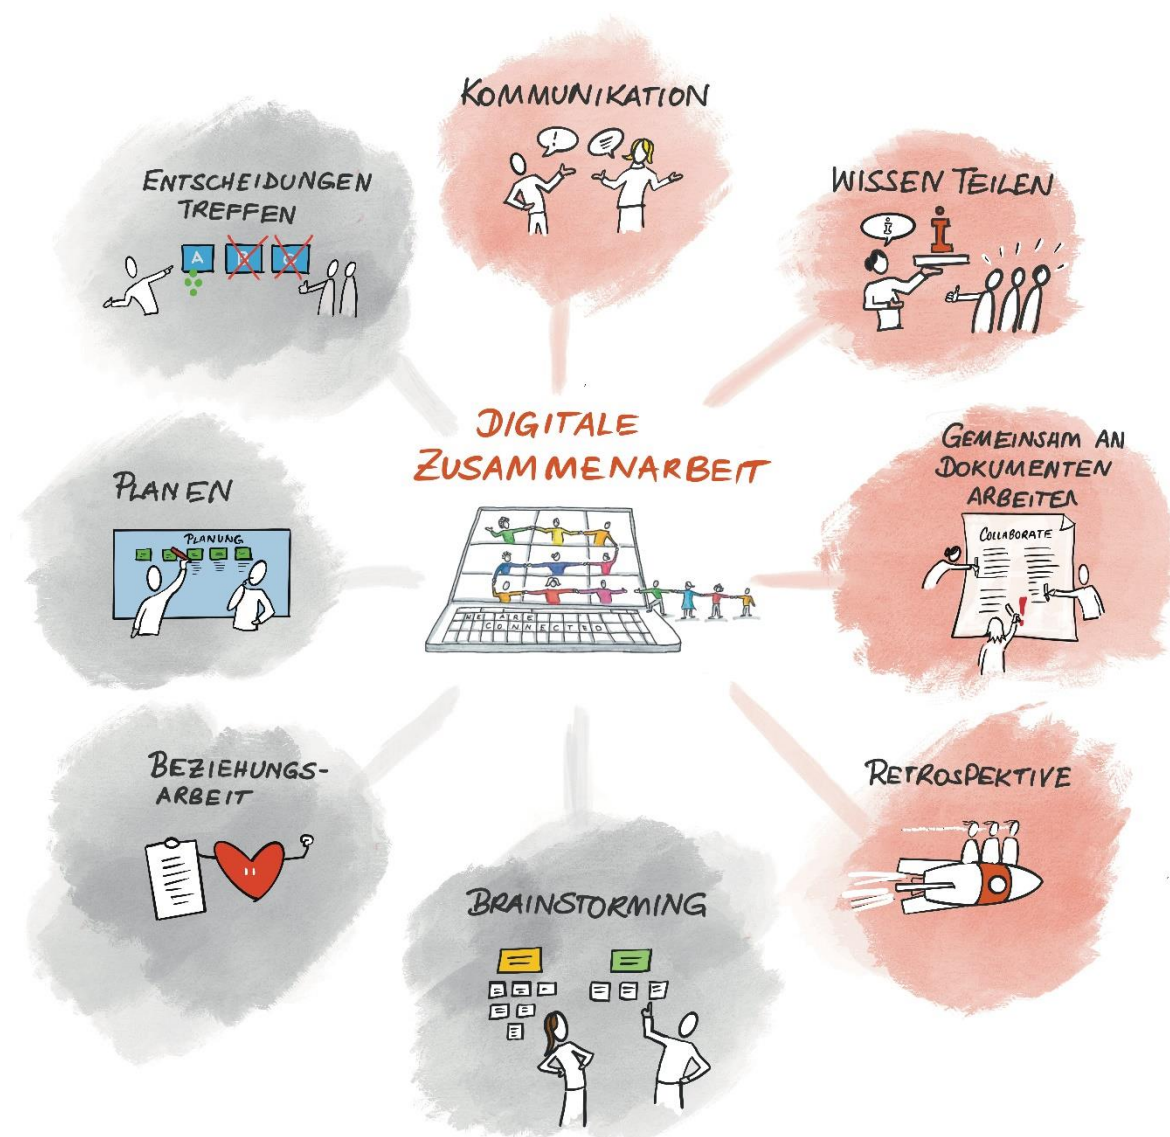 KOMMUNIKATION
WISSEN TEILEN
i
i
GEMEINSAM AN
DOKUMENTEN
ARBEITEN
COLLABORATE
RETROSPEKTIVE
BRAINSTORMING
BEZIEHUNGS-
ARBEIT
PLANEN
PLANUNG
ENTSCHEIDUNGEN
TREFFEN
A B C
DIGITALE
ZUSAMMENARBEIT
WE ARE
CONNECTED